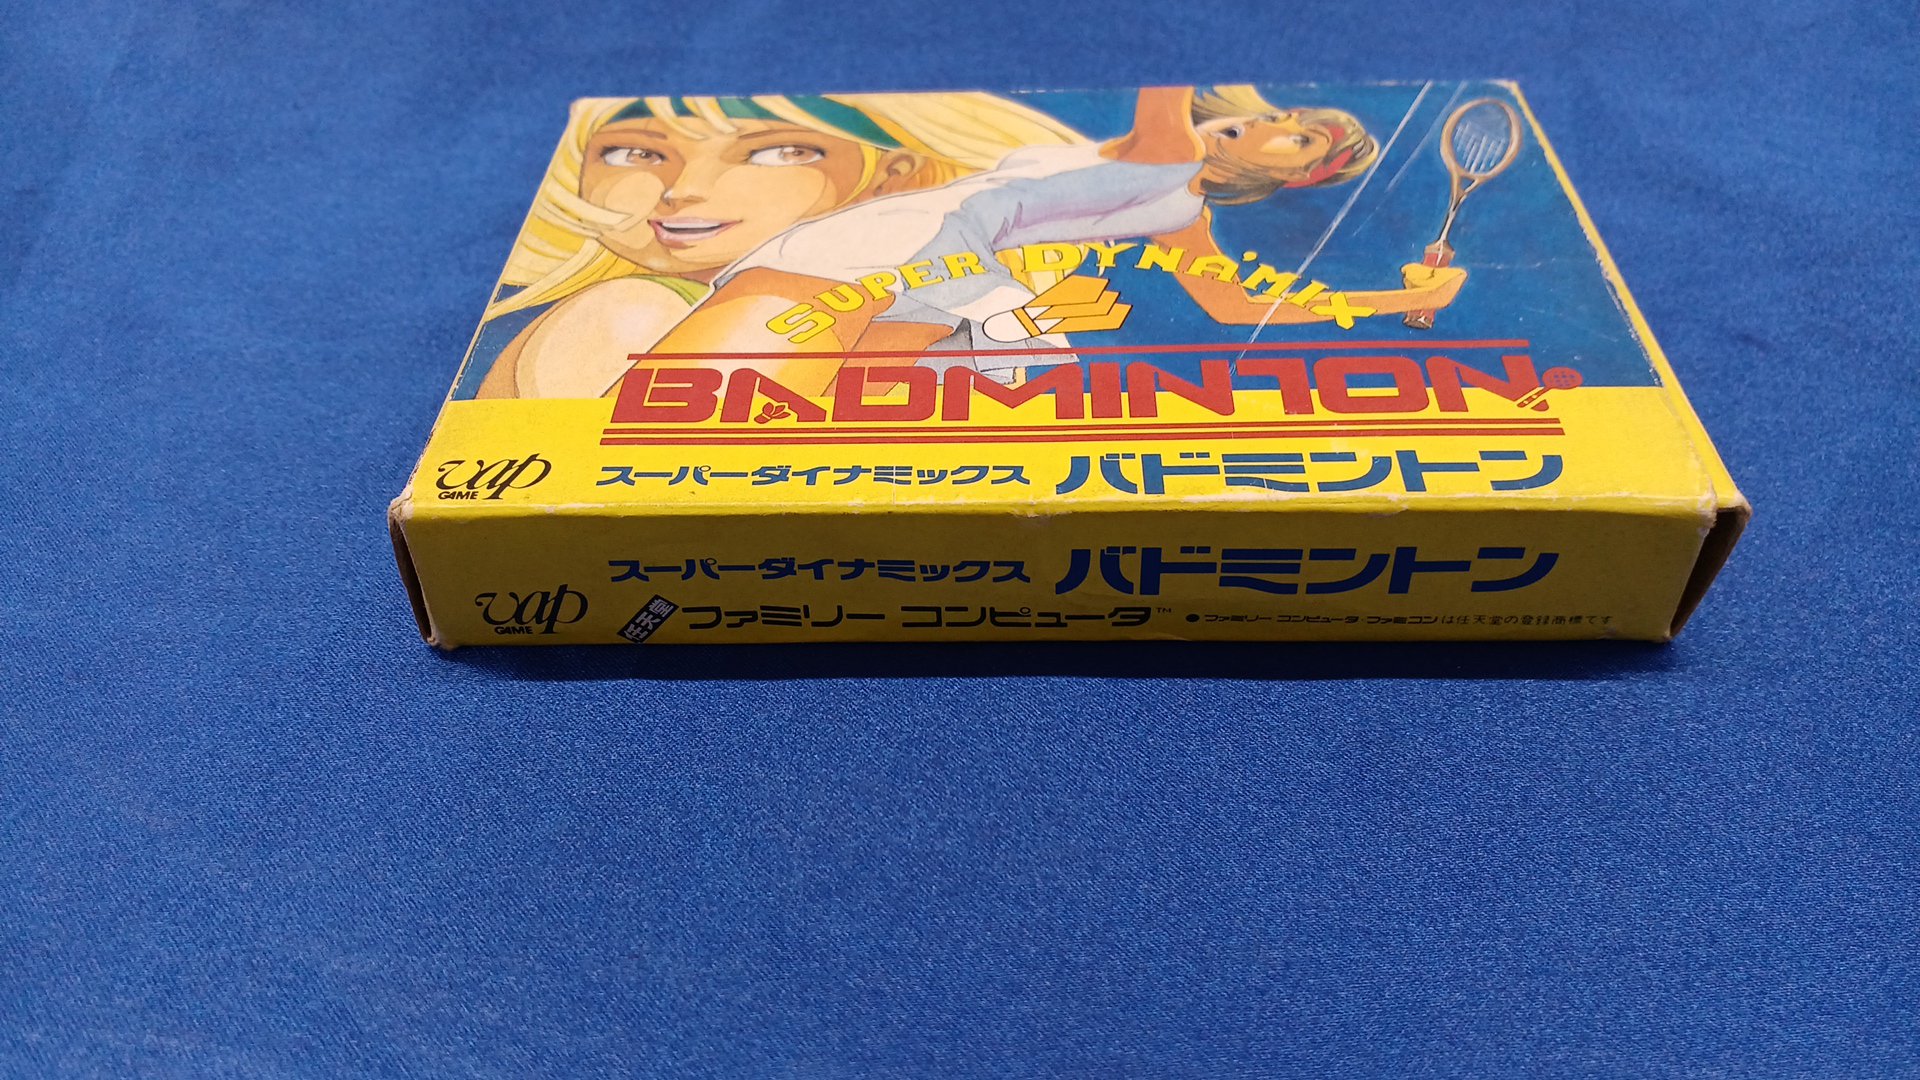 SUPER DYNA'MIX
BADMINTON
vap
GAME
スーパーダイナミックス バドミントン
スーパーダイナミックス バドミントン
vap
GAME
任天堂 ファミリー コンピュータ™ ●ファミリー コンピュータ・ファミコンは任天堂の登録商標です